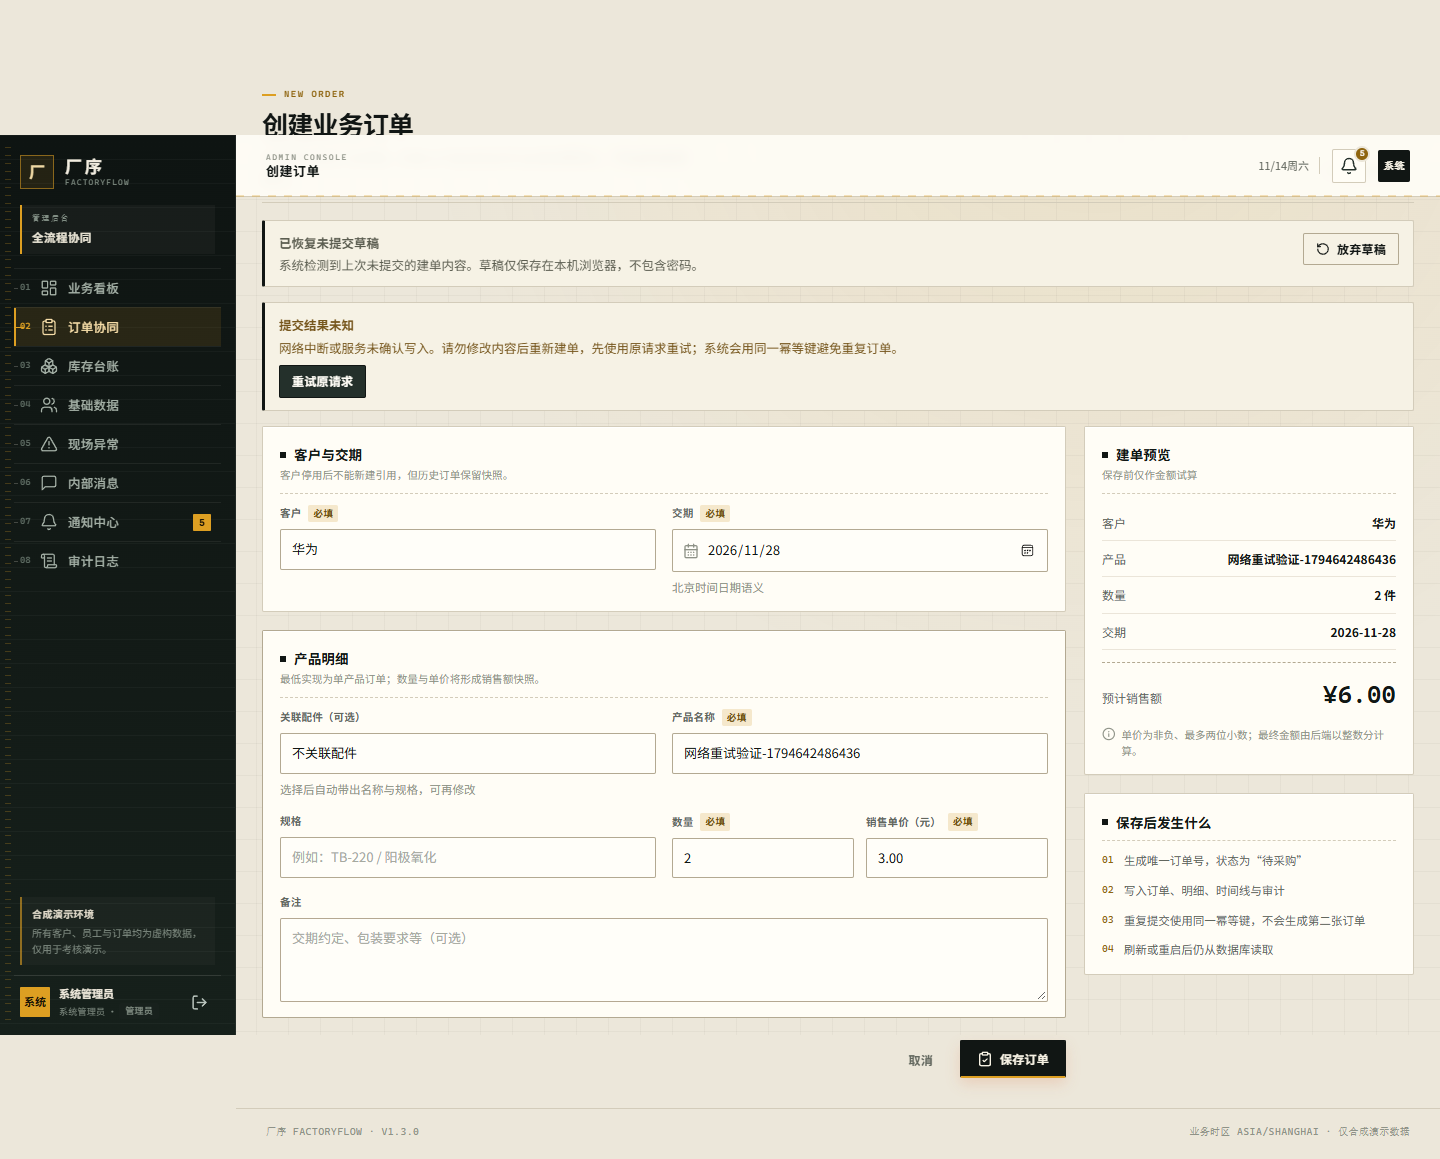 NEW ORDER
创建业务订单
厂
厂序
FACTORYFLOW
管理后台
全流程协同
01 业务看板
02 订单协同
03 库存台账
04 基础数据
05 现场异常
06 内部消息
07 通知中心 5
08 审计日志
合成演示环境
所有客户、员工与订单均为虚构数据，
仅用于考核演示。
系统
系统管理员
系统管理员 · 管理员
ADMIN CONSOLE
创建订单
11/14周六
5
系统
已恢复未提交草稿
系统检测到上次未提交的建单内容。草稿仅保存在本机浏览器，不包含密码。
放弃草稿
提交结果未知
网络中断或服务未确认写入。请勿修改内容后重新建单，先使用原请求重试；系统会用同一幂等键避免重复订单。
重试原请求
客户与交期
客户停用后不能新建引用，但历史订单保留快照。
客户 必填
华为
交期 必填
2026/11/28
北京时间日期语义
产品明细
最低实现为单产品订单；数量与单价将形成销售额快照。
关联配件（可选）
不关联配件
选择后自动带出名称与规格，可再修改
产品名称 必填
网络重试验证-1794642486436
规格
例如：TB-220 / 阳极氧化
数量 必填
2
销售单价（元） 必填
3.00
备注
交期约定、包装要求等（可选）
取消
保存订单
建单预览
保存前仅作金额试算
客户 华为
产品 网络重试验证-1794642486436
数量 2 件
交期 2026-11-28
预计销售额 ¥6.00
单价为非负、最多两位小数；最终金额由后端以整数分计
算。
保存后发生什么
01 生成唯一订单号，状态为“待采购”
02 写入订单、明细、时间线与审计
03 重复提交使用同一幂等键，不会生成第二张订单
04 刷新或重启后仍从数据库读取
厂序 FACTORYFLOW · V1.3.0
业务时区 ASIA/SHANGHAI · 仅合成演示数据